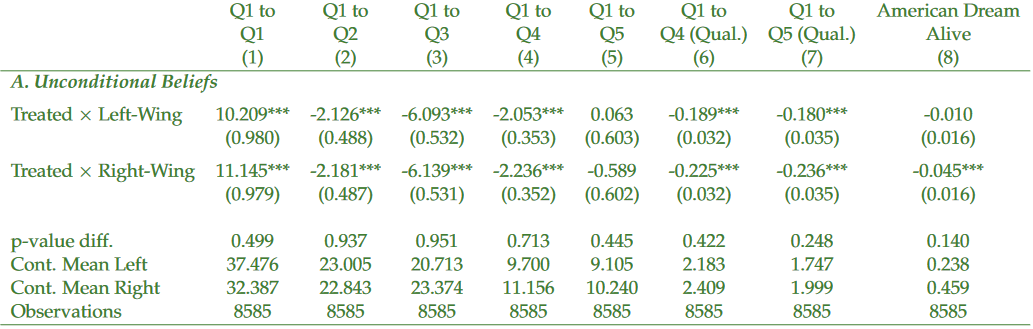 Q1 to Q1 to Q1 to Q1 to Q1 to Q1 to Q1 to American Dream
Q1 Q2 Q3 Q4 Q5 Q4 (Qual.) Q5 (Qual.) Alive
(1) (2) (3) (4) (5) (6) (7) (8)
A. Unconditional Beliefs
Treated × Left-Wing 10.209*** -2.126*** -6.093*** -2.053*** 0.063 -0.189*** -0.180*** -0.010
(0.980) (0.488) (0.532) (0.353) (0.603) (0.032) (0.035) (0.016)
Treated × Right-Wing 11.145*** -2.181*** -6.139*** -2.236*** -0.589 -0.225*** -0.236*** -0.045***
(0.979) (0.487) (0.531) (0.352) (0.602) (0.032) (0.035) (0.016)
p-value diff. 0.499 0.937 0.951 0.713 0.445 0.422 0.248 0.140
Cont. Mean Left 37.476 23.005 20.713 9.700 9.105 2.183 1.747 0.238
Cont. Mean Right 32.387 22.843 23.374 11.156 10.240 2.409 1.999 0.459
Observations 8585 8585 8585 8585 8585 8585 8585 8585